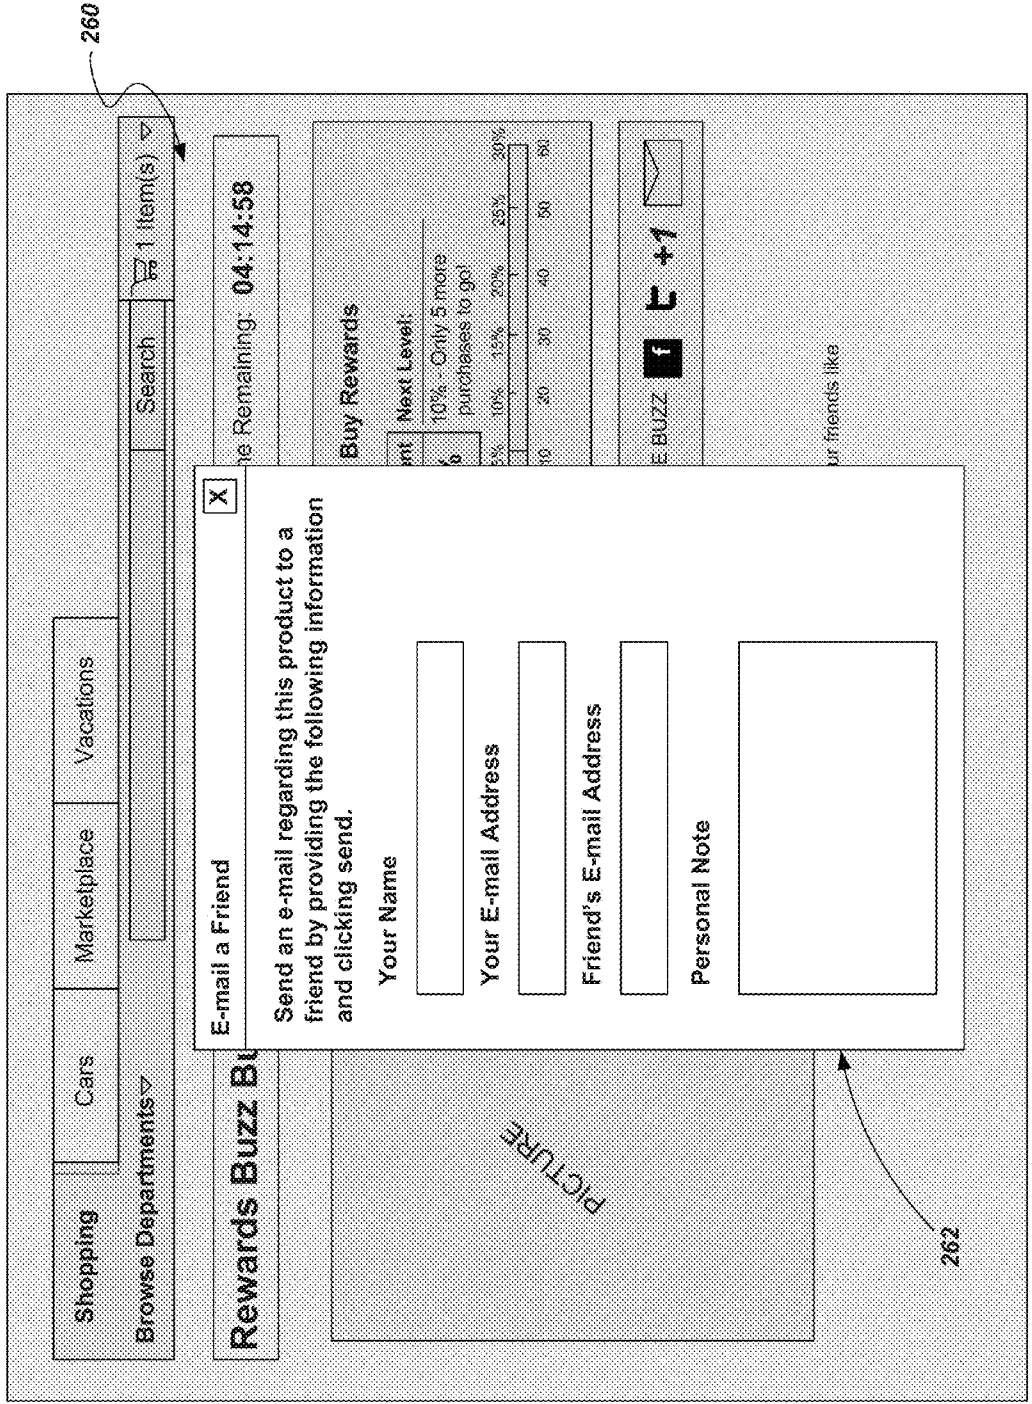 260
Shopping
Cars
Marketplace
Vacations
Browse Departments
Search
1 Item(s)
Rewards Buzz
Remaining: 04:14:58
Buy Rewards
Next Level:
10% - Only 5 more
purchases to go!
5% 10% 15% 20% 25% 30%
10 20 30 40 50 60
BUZZ f t +1
friends like
PICTURE
E-mail a Friend
X
Send an e-mail regarding this product to a
friend by providing the following information
and clicking send.
Your Name
Your E-mail Address
Friend's E-mail Address
Personal Note
262